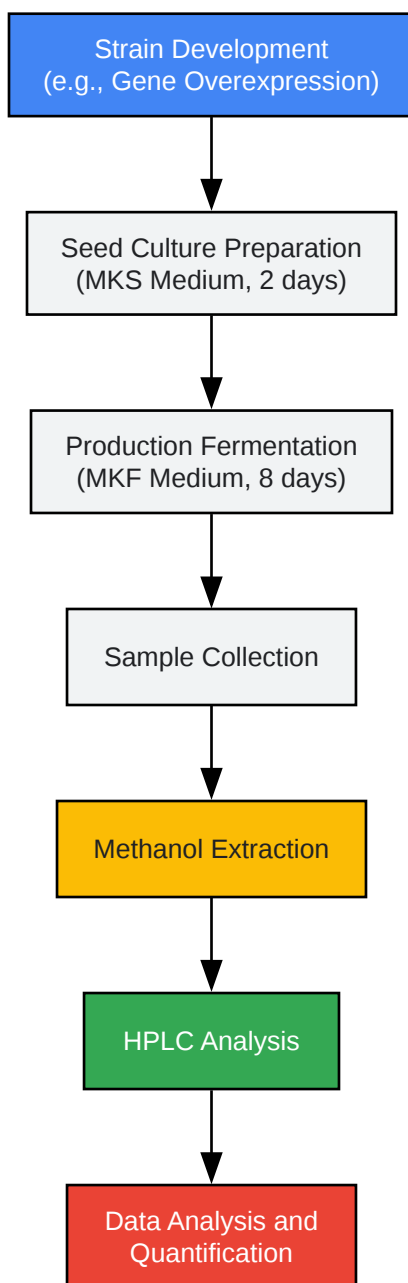 Strain Development
(e.g., Gene Overexpression)
Seed Culture Preparation
(MKS Medium, 2 days)
Production Fermentation
(MKF Medium, 8 days)
Sample Collection
Methanol Extraction
HPLC Analysis
Data Analysis and
Quantification